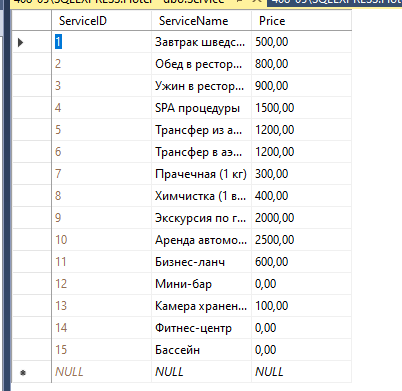 ServiceID ServiceName Price
1 Завтрак шведс... 500,00
2 Обед в рестор... 800,00
3 Ужин в рестор... 900,00
4 SPA процедуры 1500,00
5 Трансфер из а... 1200,00
6 Трансфер в аэ... 1200,00
7 Прачечная (1 кг) 300,00
8 Химчистка (1 в... 400,00
9 Экскурсия по г... 2000,00
10 Аренда автомо... 2500,00
11 Бизнес-ланч 600,00
12 Мини-бар 0,00
13 Камера хранен... 100,00
14 Фитнес-центр 0,00
15 Бассейн 0,00
NULL NULL NULL